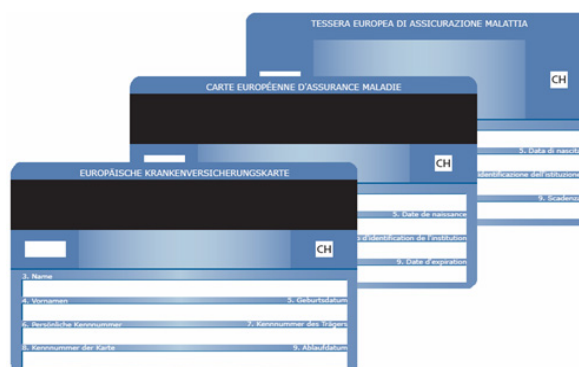 TESSERA EUROPEA DI ASSICURAZIONE MALATTIA
CH
5. Data di nascita
identificazione dell'istituzione
9. Scadenza
CARTE EUROPÉENNE D'ASSURANCE MALADIE
CH
5. Date de naissance
d'identification de l'institution
9. Date d'expiration
EUROPÄISCHE KRANKENVERSICHERUNGSKARTE
CH
3. Name
4. Vornamen 5. Geburtsdatum
6. Persönliche Kennnummer 7. Kennnummer des Trägers
8. Kennnummer der Karte 9. Ablaufdatum